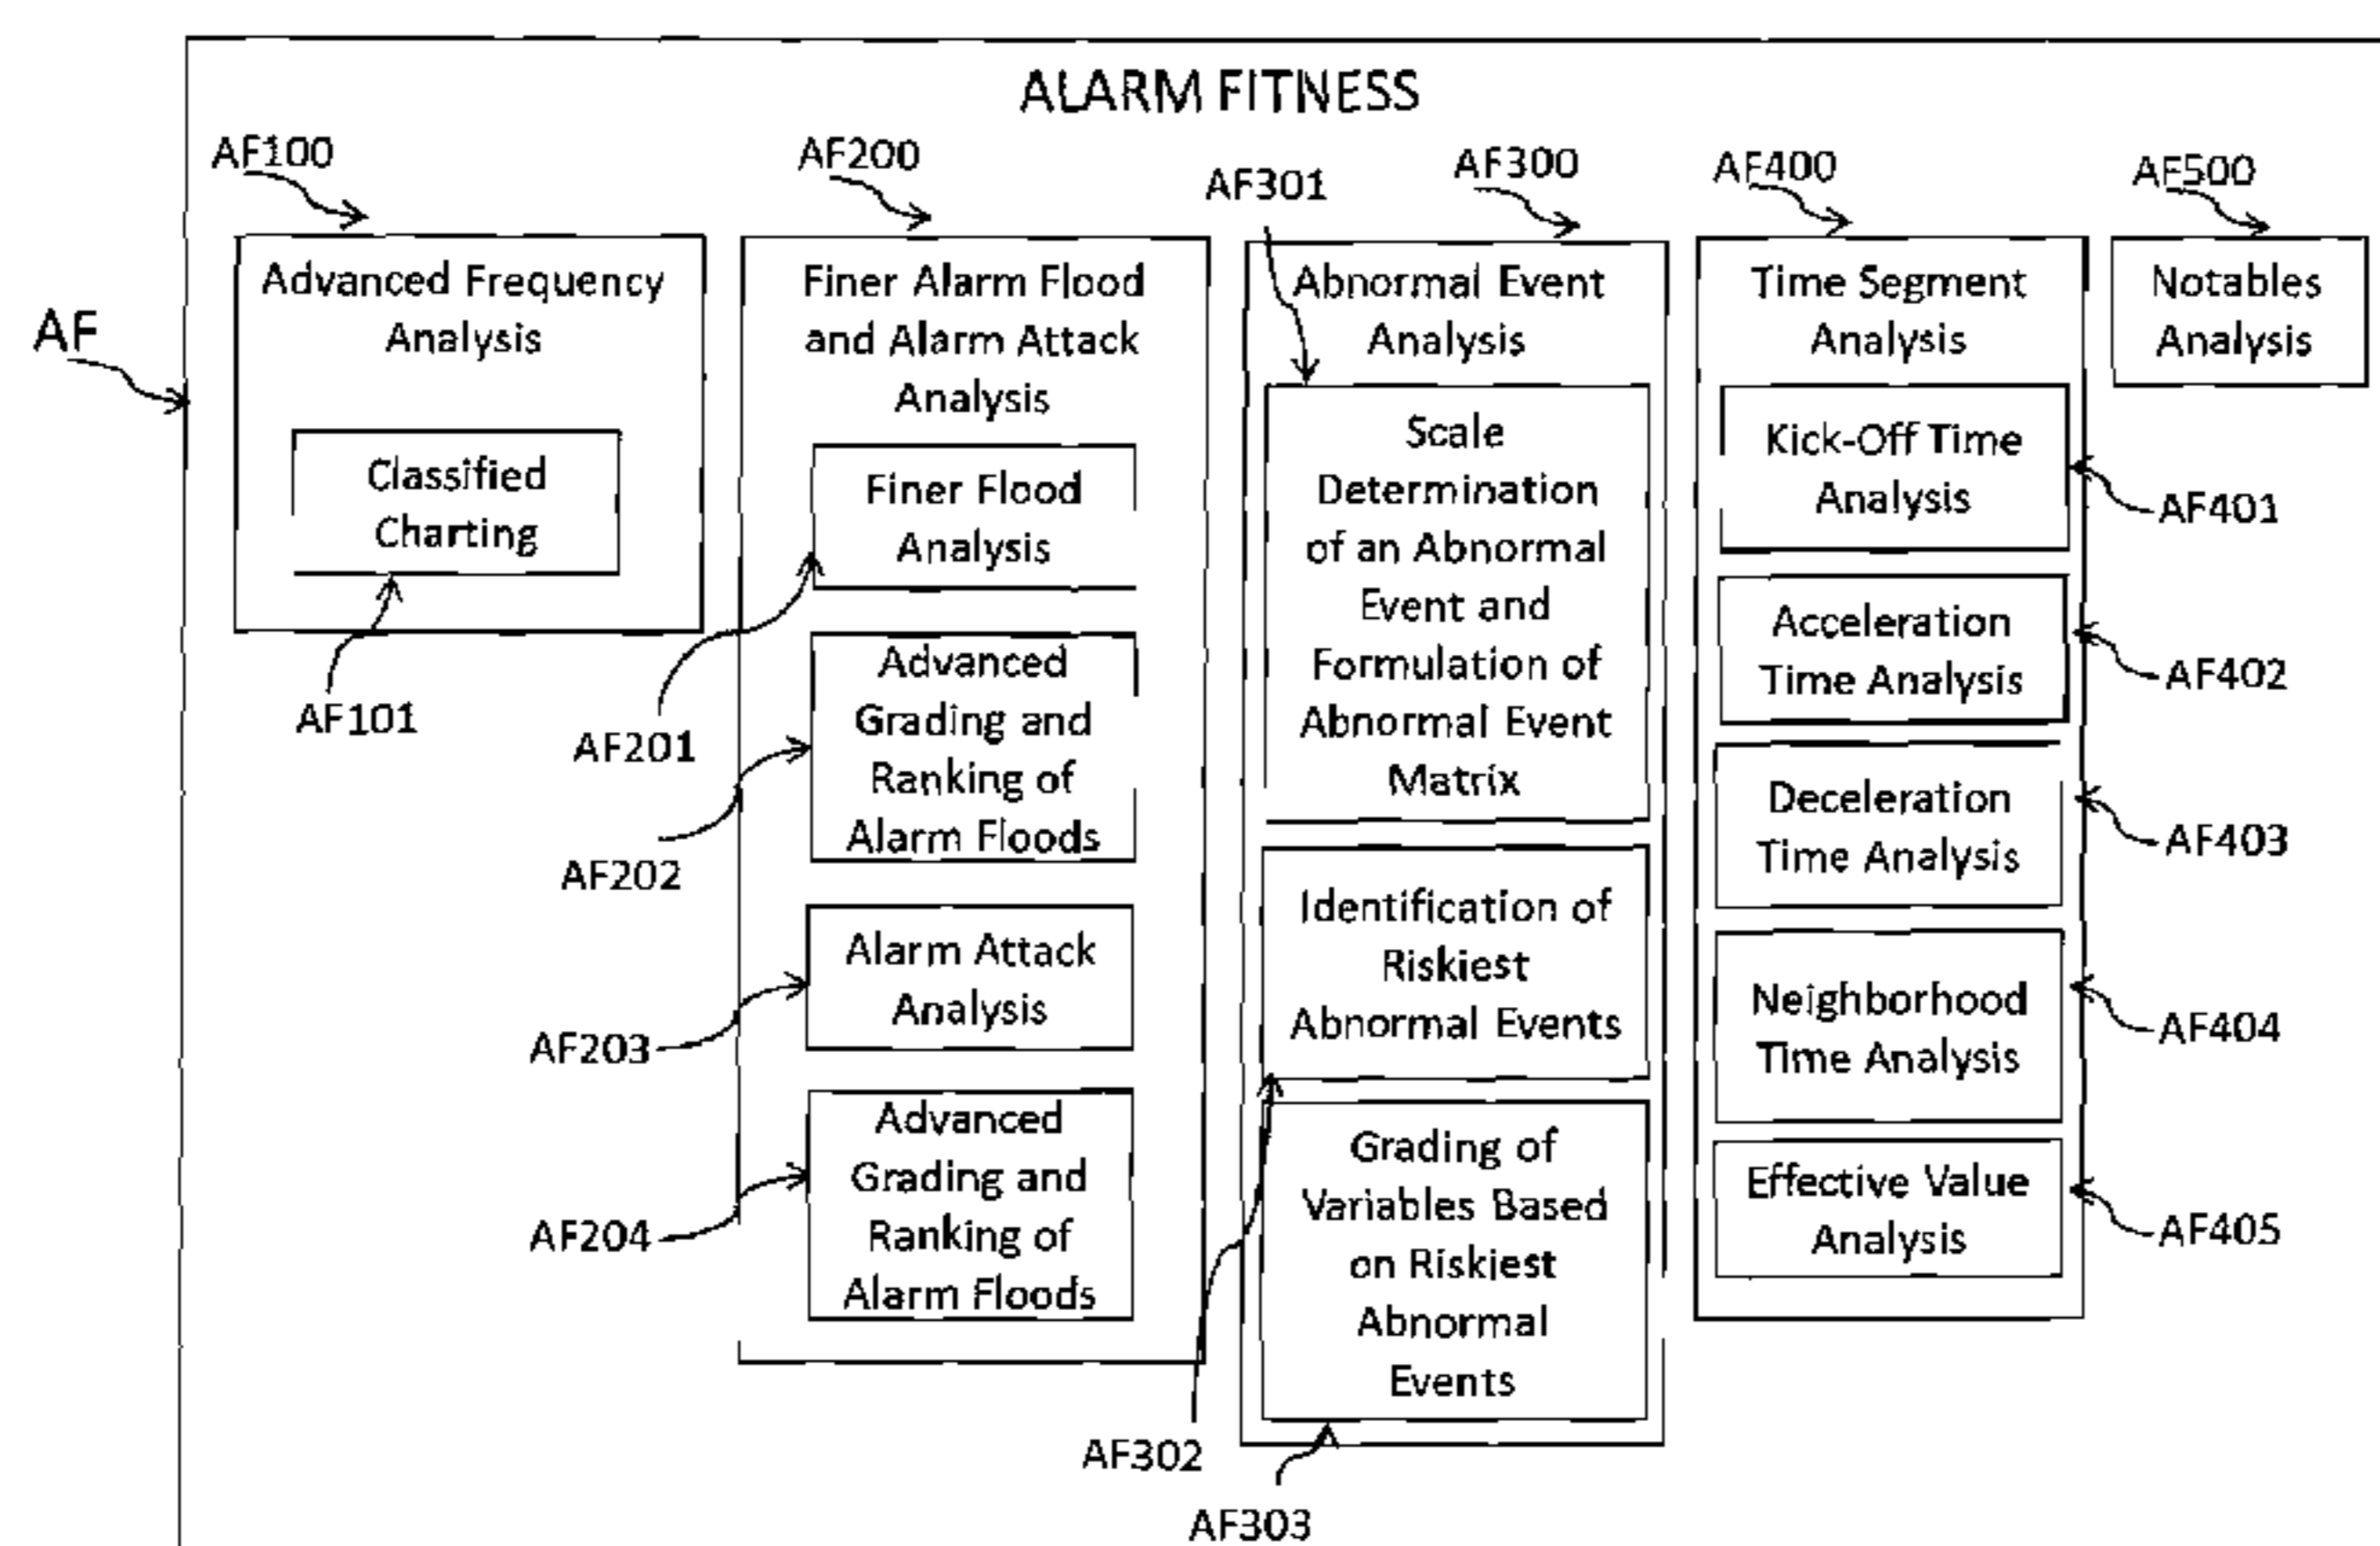 ALARM FITNESS
AF
AF100
Advanced Frequency
Analysis
Classified
Charting
AF101
AF200
Finer Alarm Flood
and Alarm Attack
Analysis
Finer Flood
Analysis
AF201
Advanced
Grading and
Ranking of
Alarm Floods
AF202
Alarm Attack
Analysis
AF203
Advanced
Grading and
Ranking of
Alarm Floods
AF204
AF300
Abnormal Event
Analysis
AF301
Scale
Determination
of an Abnormal
Event and
Formulation of
Abnormal Event
Matrix
Identification of
Riskiest
Abnormal Events
AF302
Grading of
Variables Based
on Riskiest
Abnormal
Events
AF303
AF400
Time Segment
Analysis
Kick-Off Time
Analysis
AF401
Acceleration
Time Analysis
AF402
Deceleration
Time Analysis
AF403
Neighborhood
Time Analysis
AF404
Effective Value
Analysis
AF405
AF500
Notables
Analysis